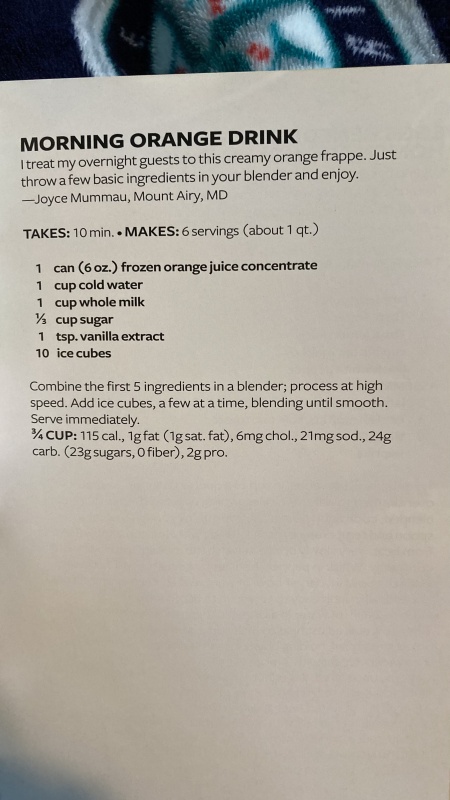 MORNING ORANGE DRINK
I treat my overnight guests to this creamy orange frappe. Just
throw a few basic ingredients in your blender and enjoy.
—Joyce Mummau, Mount Airy, MD
TAKES: 10 min. • MAKES: 6 servings (about 1 qt.)
1 can (6 oz.) frozen orange juice concentrate
1 cup cold water
1 cup whole milk
⅓ cup sugar
1 tsp. vanilla extract
10 ice cubes
Combine the first 5 ingredients in a blender; process at high
speed. Add ice cubes, a few at a time, blending until smooth.
Serve immediately.
¾ CUP: 115 cal., 1g fat (1g sat. fat), 6mg chol., 21mg sod., 24g
carb. (23g sugars, 0 fiber), 2g pro.